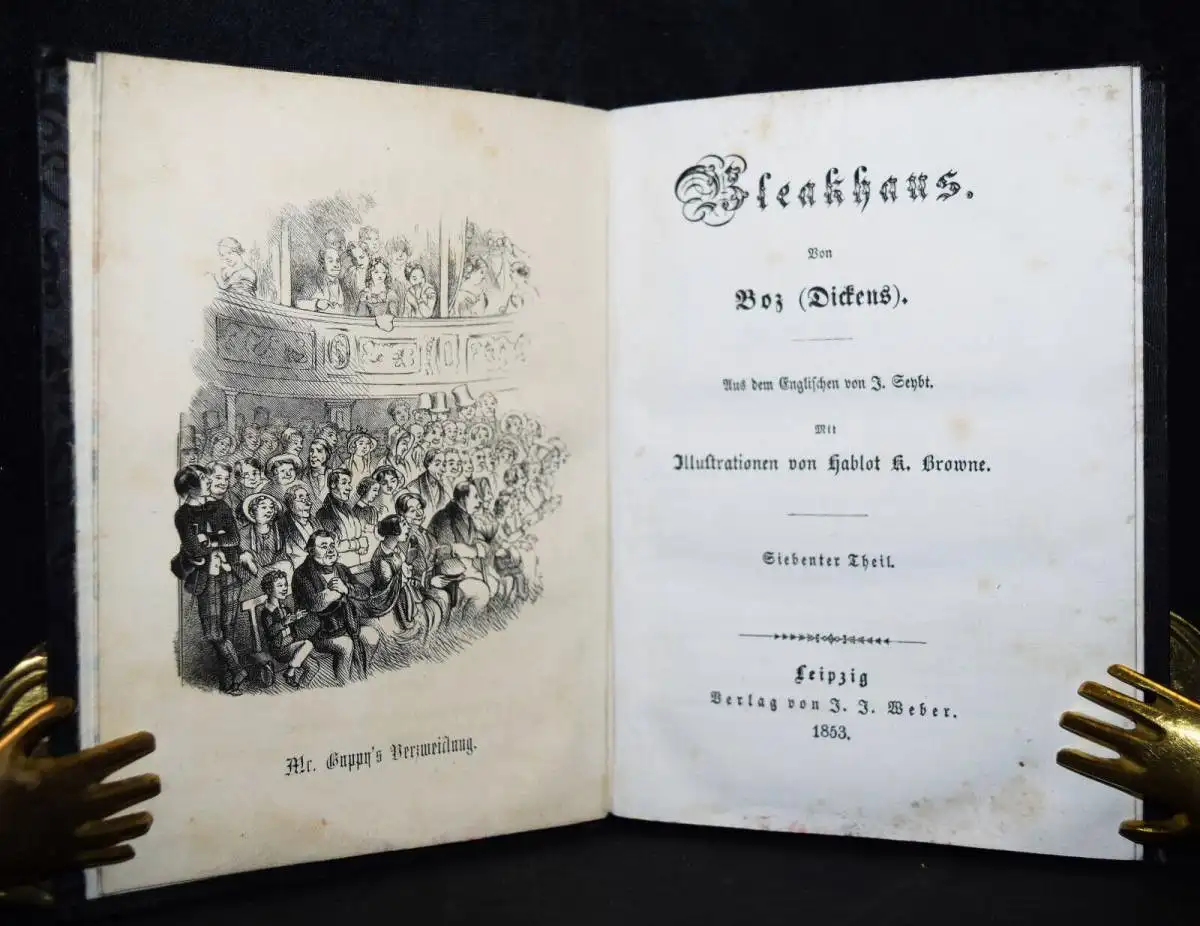 Mr. Guppy's Verzweiflung.
Bleakhaus.
Von
Boz (Dickens).
Aus dem Englischen von J. Seybt.
Mit
Illustrationen von Hablot K. Browne.
Siebenter Theil.
Leipzig
Verlag von J. J. Weber.
1853.